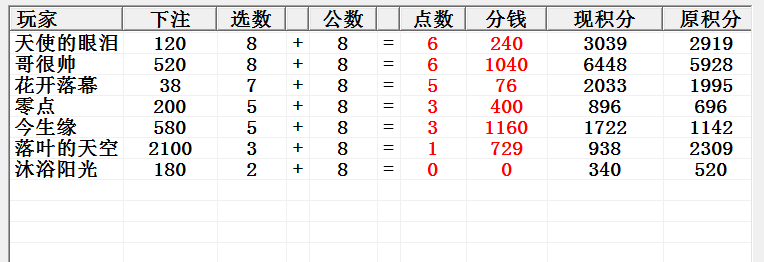 玩家 下注 选数 公数 点数 分钱 现积分 原积分
天使的眼泪 120 8 + 8 = 6 240 3039 2919
哥很帅 520 8 + 8 = 6 1040 6448 5928
花开落幕 38 7 + 8 = 5 76 2033 1995
零点 200 5 + 8 = 3 400 896 696
今生缘 580 5 + 8 = 3 1160 1722 1142
落叶的天空 2100 3 + 8 = 1 729 938 2309
沐浴阳光 180 2 + 8 = 0 0 340 520